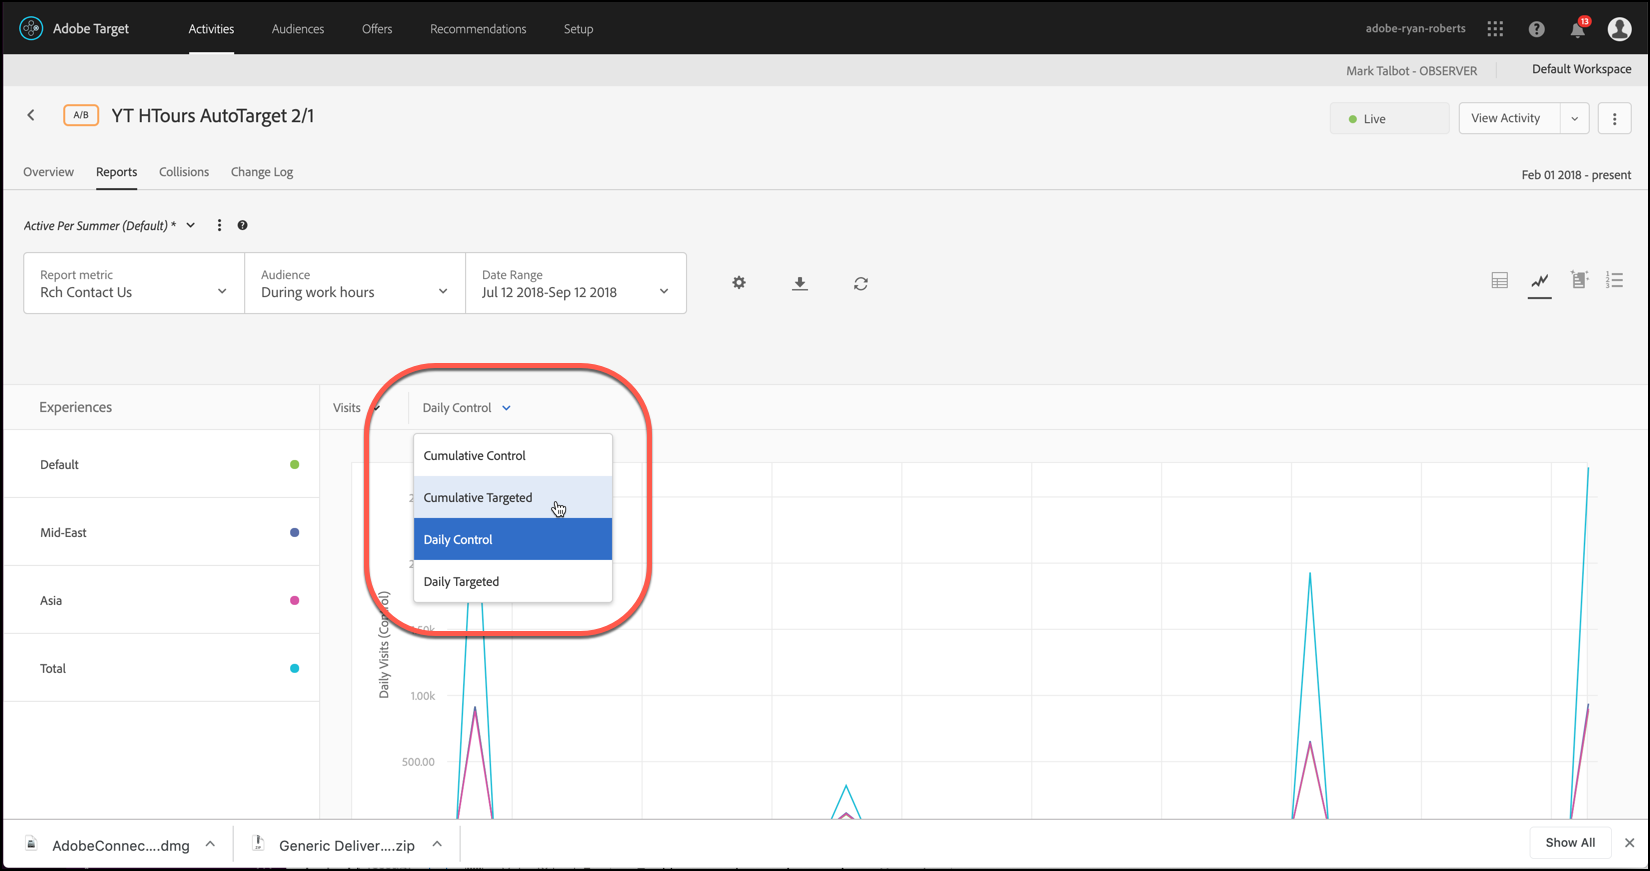 Adobe Target
Activities
Audiences
Offers
Recommendations
Setup
adobe-ryan-roberts
13
Mark Talbot - OBSERVER
Default Workspace
A/B
YT HTours AutoTarget 2/1
Live
View Activity
Overview
Reports
Collisions
Change Log
Feb 01 2018 - present
Active Per Summer (Default) *
Report metric
Rch Contact Us
Audience
During work hours
Date Range
Jul 12 2018-Sep 12 2018
Experiences
Visits
Daily Control
Default
Mid-East
Asia
Total
Cumulative Control
Cumulative Targeted
Daily Control
Daily Targeted
Daily Visits (Control)
1.00k
500.00
AdobeConnec....dmg
Generic Deliver....zip
Show All